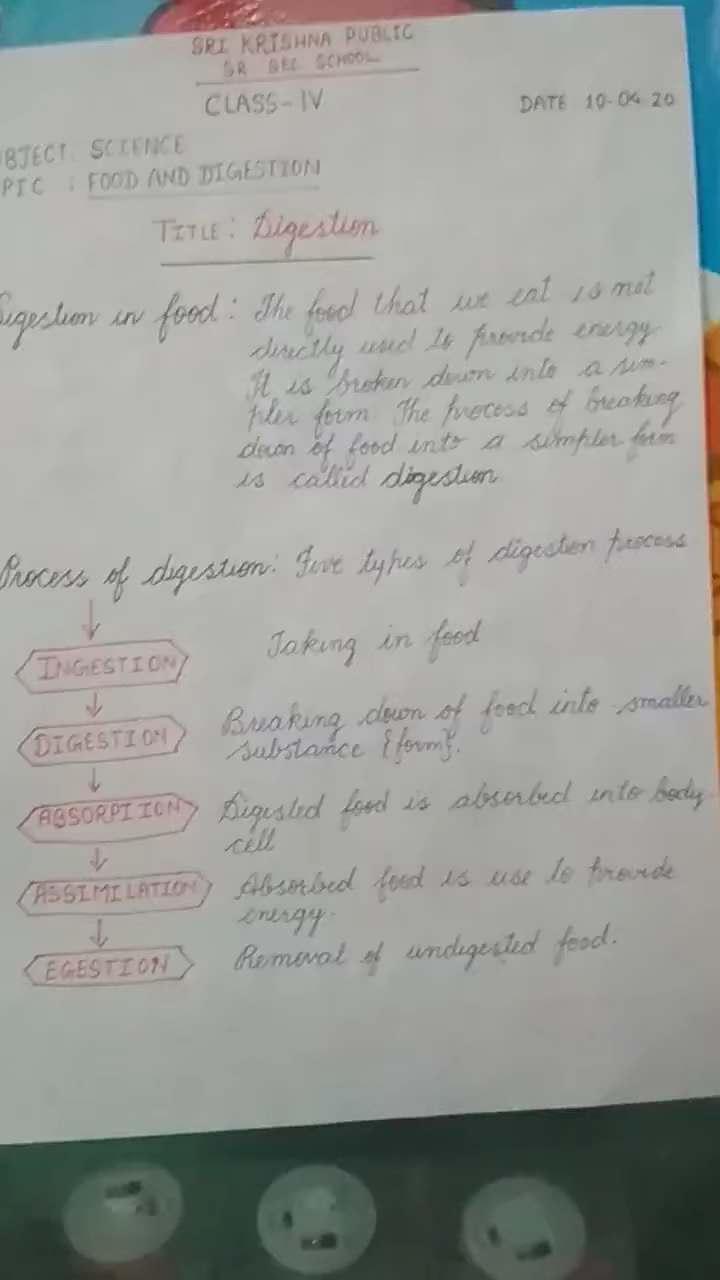 SRI KRISHNA PUBLIC
SR SEC SCHOOL
CLASS-IV
DATE 10-04-20
BJECT: SCIENCE
PIC : FOOD AND DIGESTION
TITLE: Digestion
Digestion in food: The food that we eat is not
directly used to provide energy.
It is broken down into a sim-
pler form. The process of breaking
down of food into a simpler form
is called digestion
Process of digestion: Five types of digestion process
INGESTION Taking in food
DIGESTION Breaking down of food into smaller
substance {form}.
ABSORPTION Digested food is absorbed into body
cell
ASSIMILATION Absorbed food is use to provide
energy.
EGESTION Removal of undigested food.